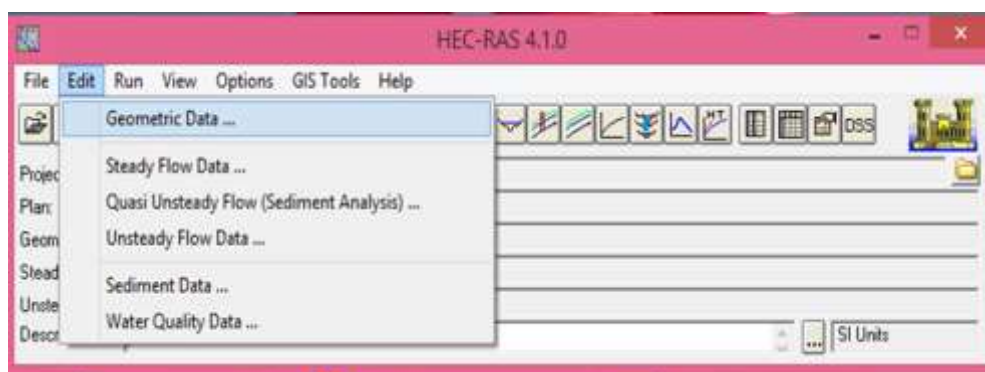 HEC-RAS 4.1.0
File Edit Run View Options GIS Tools Help
Geometric Data ...
DSS
Steady Flow Data ...
Projec
Quasi Unsteady Flow (Sediment Analysis) ...
Plan:
Unsteady Flow Data ...
Geom
Stead
Sediment Data ...
Unste
Water Quality Data ...
Descr
... SI Units